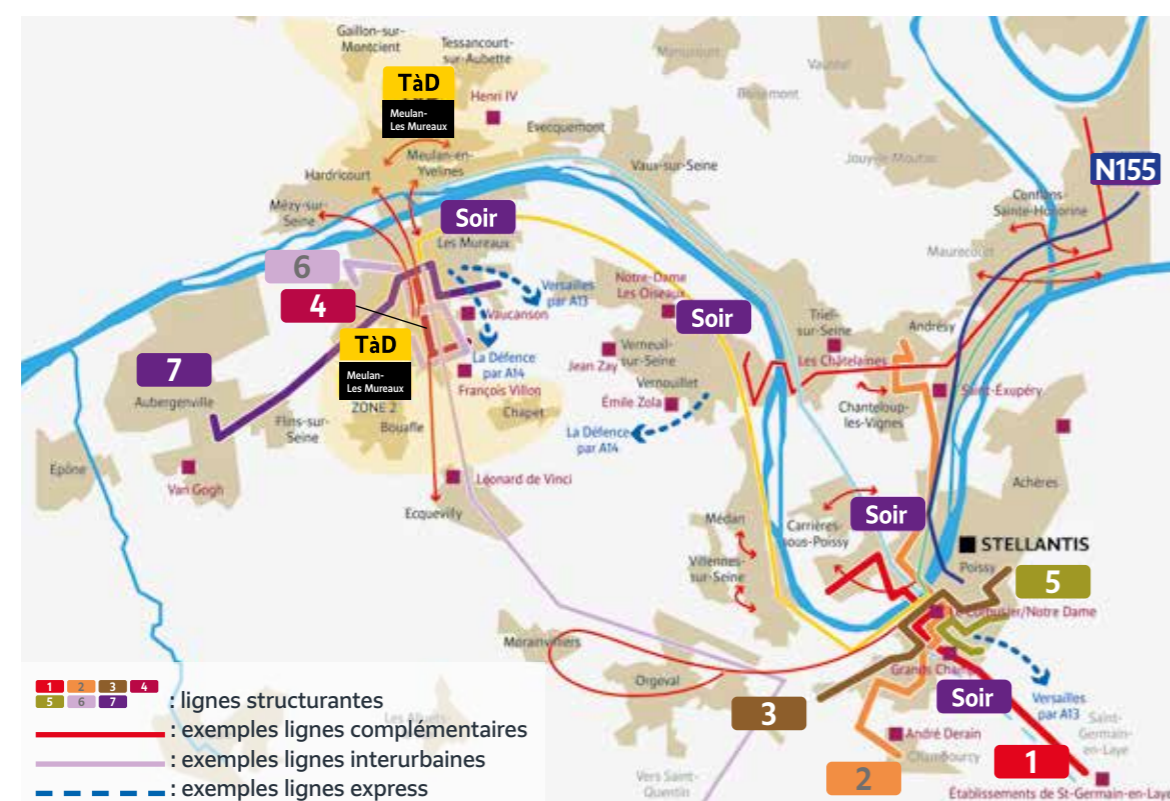 Gaillon-sur-
Montcient
Tessancourt-
sur-Aubette
TàD
Meulan-
Les Mureaux
Henri IV
Evecquemont
Meulan-en-
Yvelines
Hardricourt
Mézy-sur-
Seine
Vaux-sur-Seine
Menucourt
Vauréal
Boisemont
Jouy-le Moutier
N155
Conflans-
Sainte-Honorine
Maurecourt
Soir
Les Mureaux
6
4
Versailles
par A13
Vaucanson
Notre-Dame
Les Oiseaux
Soir
Triel-
sur-Seine
Andrésy
Les Châtelaines
TàD
Meulan-
Les Mureaux
ZONE 2
La Défence
par A14
François Villon
Jean Zay
Verneuil-
sur-Seine
Vernouillet
Émile Zola
La Défence
par A14
Saint-Exupéry
Chanteloup-
les-Vignes
7
Aubergenville
Flins-sur-
Seine
Bouafle
Chapet
Epône
Van Gogh
Léonard de Vinci
Ecquevilly
Achères
Médan
Carrières-
sous-Poissy
Soir
Villennes-
sur-Seine
STELLANTIS
Poissy
5
Le Corbusier/Notre Dame
Morainvilliers
Orgeval
Grands Champs
3
Soir
Versailles
par A13
Saint-
Germain-
en-Laye
André Derain
Chambourcy
2
1
Vers Saint-
Quentin
Établissements de St-Germain-en-Laye
Les Alluets-
1 2 3 4
5 6 7 : lignes structurantes
: exemples lignes complémentaires
: exemples lignes interurbaines
: exemples lignes express